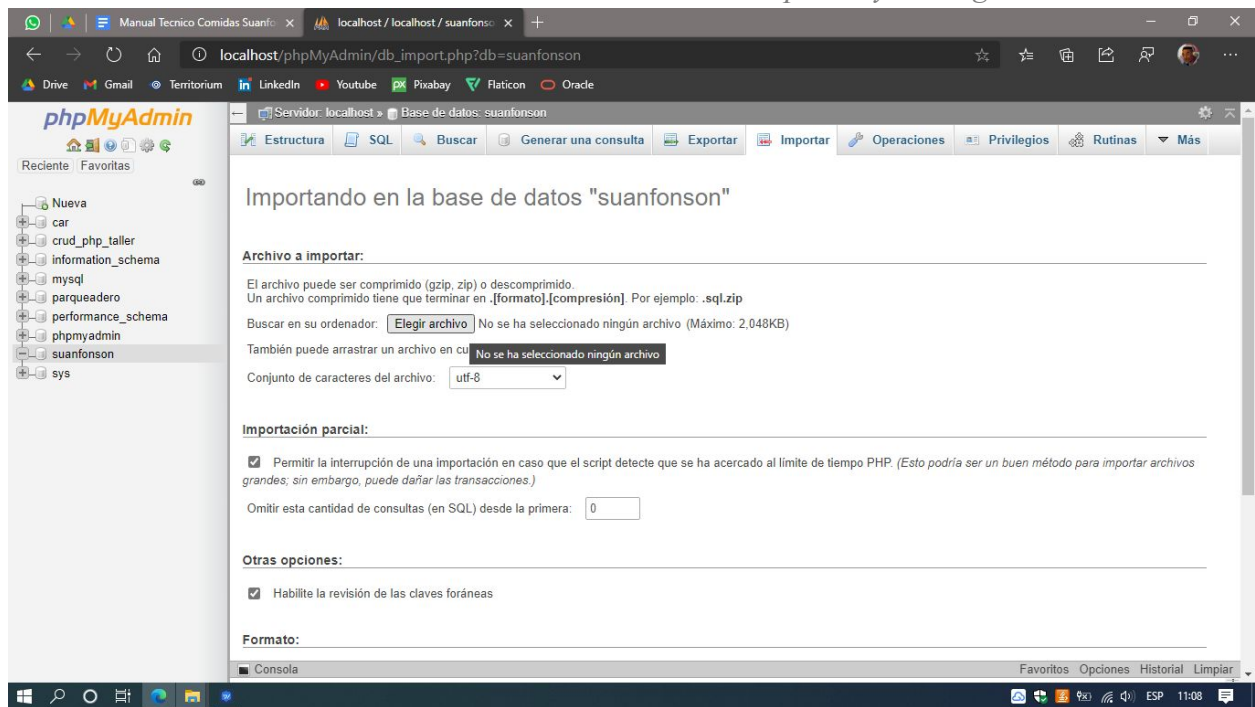 Manual Tecnico Comidas Suanfo
localhost / localhost / suanfonso
localhost/phpMyAdmin/db_import.php?db=suanfonson
Drive Gmail Territorium LinkedIn Youtube Pixabay Flaticon Oracle
phpMyAdmin
Reciente Favoritas
Nueva
car
crud_php_taller
information_schema
mysql
parqueadero
performance_schema
phpmyadmin
suanfonson
sys
Servidor: localhost » Base de datos: suanfonson
Estructura SQL Buscar Generar una consulta Exportar Importar Operaciones Privilegios Rutinas Más
Importando en la base de datos "suanfonson"
Archivo a importar:
El archivo puede ser comprimido (gzip, zip) o descomprimido.
Un archivo comprimido tiene que terminar en .[formato].[compresión]. Por ejemplo: .sql.zip
Buscar en su ordenador: Elegir archivo No se ha seleccionado ningún archivo (Máximo: 2,048KB)
También puede arrastrar un archivo en cu
No se ha seleccionado ningún archivo
Conjunto de caracteres del archivo: utf-8
Importación parcial:
Permitir la interrupción de una importación en caso que el script detecte que se ha acercado al límite de tiempo PHP. (Esto podría ser un buen método para importar archivos
grandes; sin embargo, puede dañar las transacciones.)
Omitir esta cantidad de consultas (en SQL) desde la primera: 0
Otras opciones:
Habilite la revisión de las claves foráneas
Formato:
Consola Favoritos Opciones Historial Limpiar
ESP 11:08